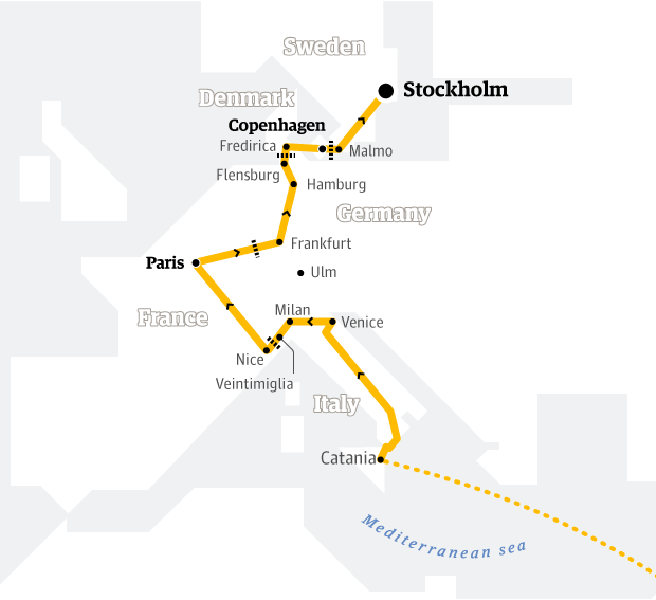 Sweden
Stockholm
Denmark
Copenhagen
Fredirica
Malmo
Flensburg
Hamburg
Germany
Frankfurt
Paris
Ulm
France
Milan
Venice
Nice
Veintimiglia
Italy
Catania
Mediterranean sea